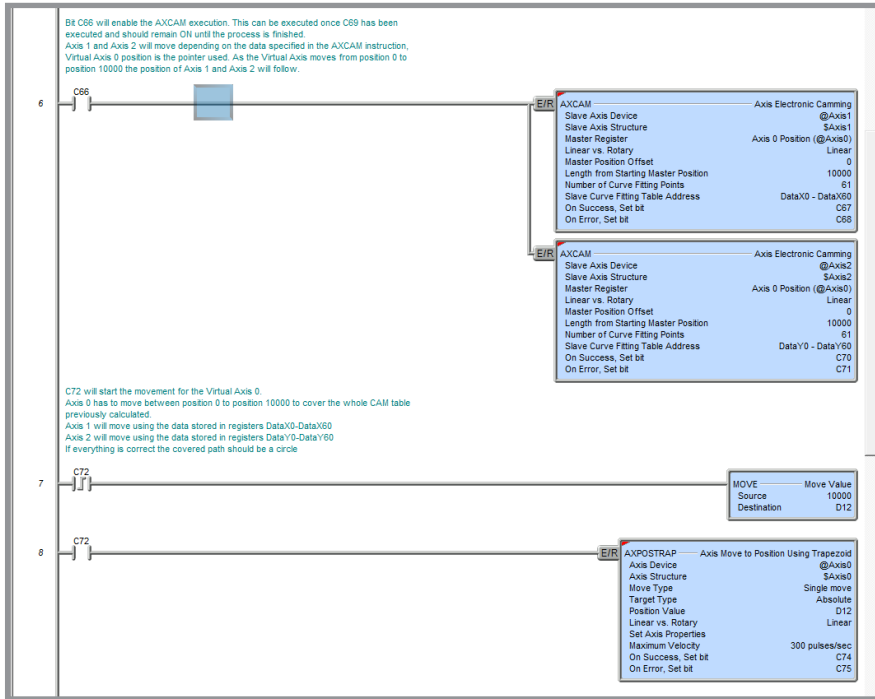 Bit C66 will enable the AXCAM execution. This can be executed once C69 has been
executed and should remain ON until the process is finished.
Axis 1 and Axis 2 will move depending on the data specified in the AXCAM instruction,
Virtual Axis 0 position is the pointer used. As the Virtual Axis moves from position 0 to
position 10000 the position of Axis 1 and Axis 2 will follow.
C66
6
E/R
AXCAM Axis Electronic Camming
Slave Axis Device @Axis1
Slave Axis Structure $Axis1
Master Register Axis 0 Position (@Axis0)
Linear vs. Rotary Linear
Master Position Offset 0
Length from Starting Master Position 10000
Number of Curve Fitting Points 61
Slave Curve Fitting Table Address DataX0 - DataX60
On Success, Set bit C67
On Error, Set bit C68
E/R
AXCAM Axis Electronic Camming
Slave Axis Device @Axis2
Slave Axis Structure $Axis2
Master Register Axis 0 Position (@Axis0)
Linear vs. Rotary Linear
Master Position Offset 0
Length from Starting Master Position 10000
Number of Curve Fitting Points 61
Slave Curve Fitting Table Address DataY0 - DataY60
On Success, Set bit C70
On Error, Set bit C71
C72 will start the movement for the Virtual Axis 0.
Axis 0 has to move between position 0 to position 10000 to cover the whole CAM table
previously calculated.
Axis 1 will move using the data stored in registers DataX0-DataX60
Axis 2 will move using the data stored in registers DataY0-DataY60
If everything is correct the covered path should be a circle
C72
7
MOVE Move Value
Source 10000
Destination D12
C72
8
E/R
AXPOSTRAP Axis Move to Position Using Trapezoid
Axis Device @Axis0
Axis Structure $Axis0
Move Type Single move
Target Type Absolute
Position Value D12
Linear vs. Rotary Linear
Set Axis Properties
Maximum Velocity 300 pulses/sec
On Success, Set bit C74
On Error, Set bit C75